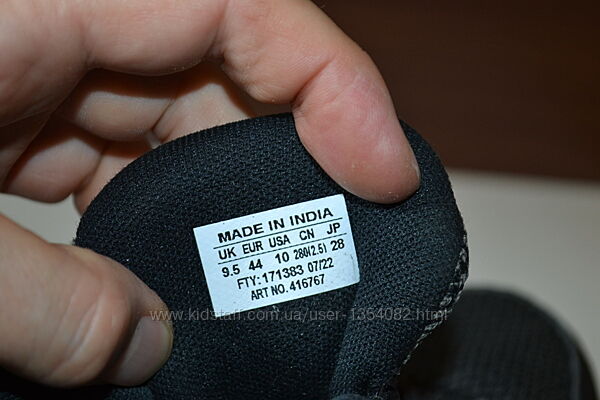 MADE IN INDIA
UK EUR USA CN JP
9.5 44 10 280(2.5) 28
FTY:171383 07/22
ART NO. 416767
www.kidstaff.com.ua/user-1354082.html